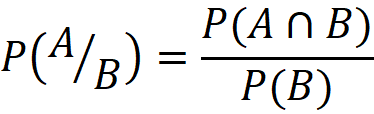 P(A/B) = P(A ∩ B) / P(B)